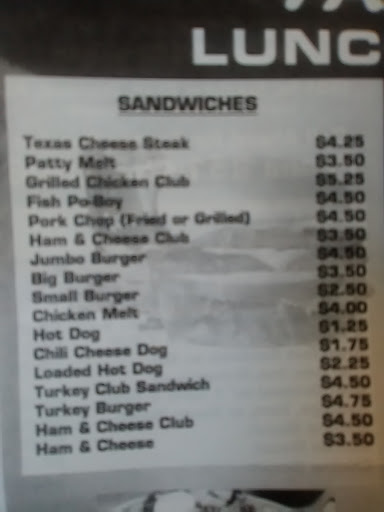 LUNC
SANDWICHES
Texas Cheese Steak $4.25
Patty Melt $3.50
Grilled Chicken Club $5.25
Fish Po-Boy $4.50
Pork Chop (Fried or Grilled) $4.50
Ham & Cheese Club $3.50
Jumbo Burger $4.50
Big Burger $3.50
Small Burger $2.50
Chicken Melt $4.00
Hot Dog $1.25
Chili Cheese Dog $1.75
Loaded Hot Dog $2.25
Turkey Club Sandwich $4.50
Turkey Burger $4.75
Ham & Cheese Club $4.50
Ham & Cheese $3.50